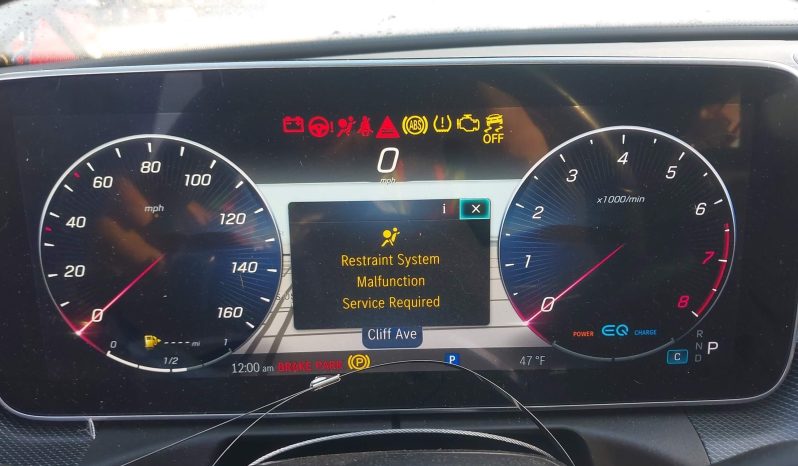 ABS
OFF
0
mph
0
20
40
60
80
100
120
140
160
mph
i ×
Restraint System
Malfunction
Service Required
Cliff Ave
0
1
2
3
4
5
6
7
8
x1000/min
POWER EQ CHARGE
0 1/2 1
----- mi
12:00 am BRAKE PARK (P) P 47 °F
C
R
N
D
P